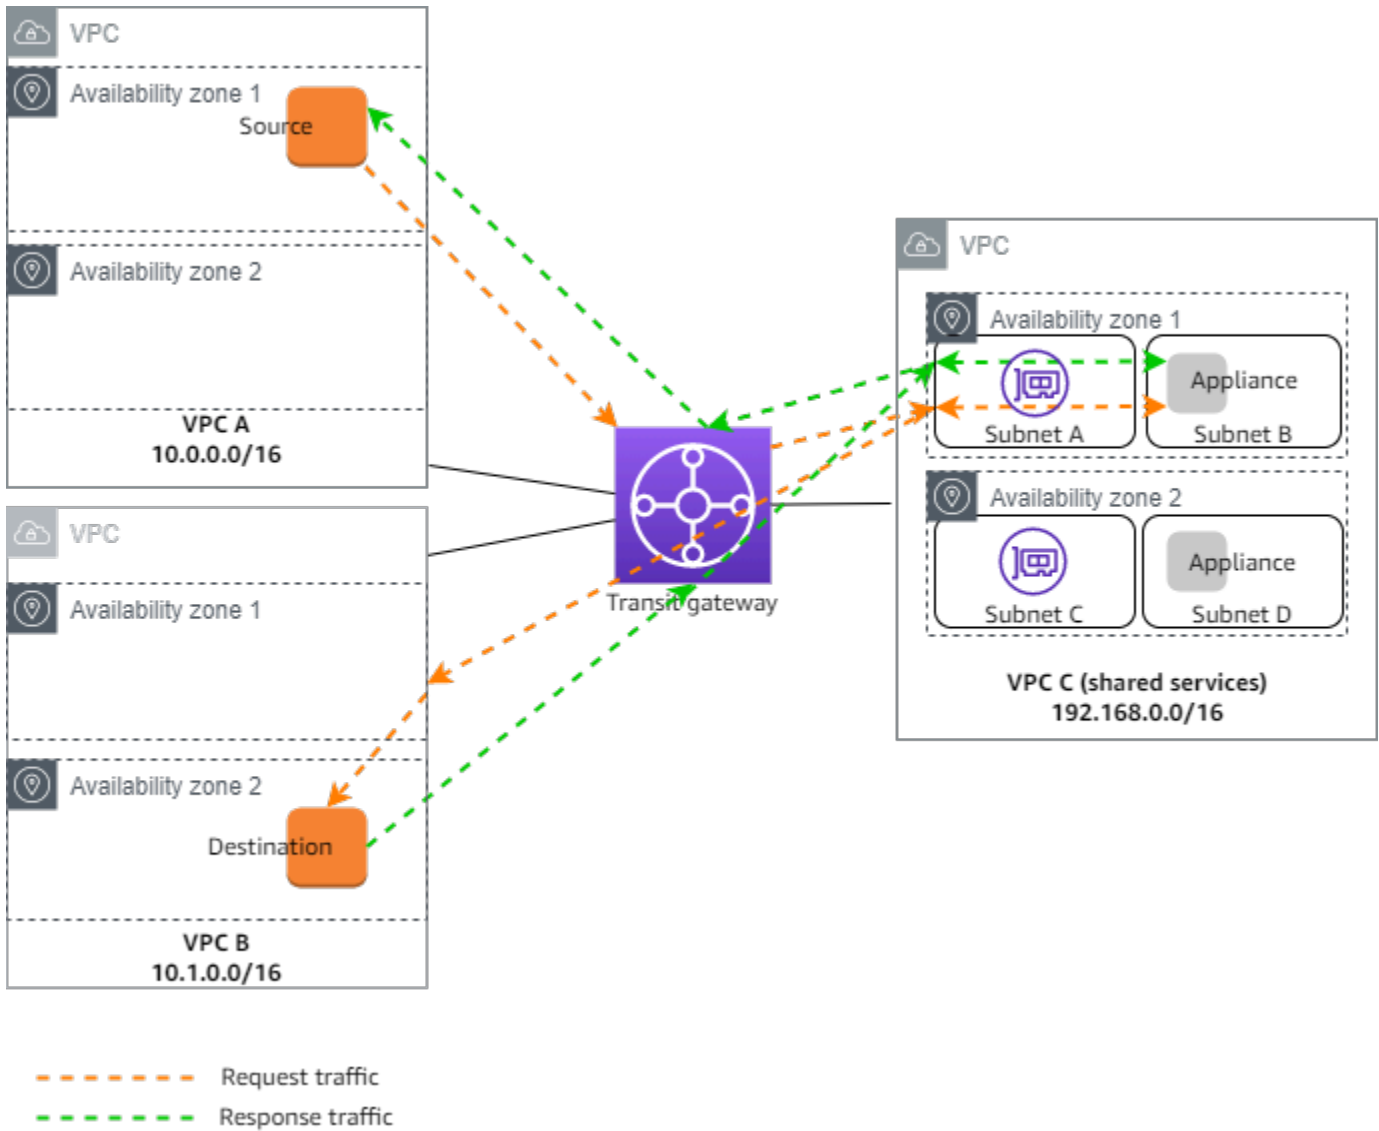 VPC
Availability zone 1
Source
Availability zone 2
VPC A
10.0.0.0/16
VPC
Availability zone 1
Availability zone 2
Destination
VPC B
10.1.0.0/16
Transit gateway
VPC
Availability zone 1
Appliance
Subnet A
Subnet B
Availability zone 2
Appliance
Subnet C
Subnet D
VPC C (shared services)
192.168.0.0/16
Request traffic
Response traffic